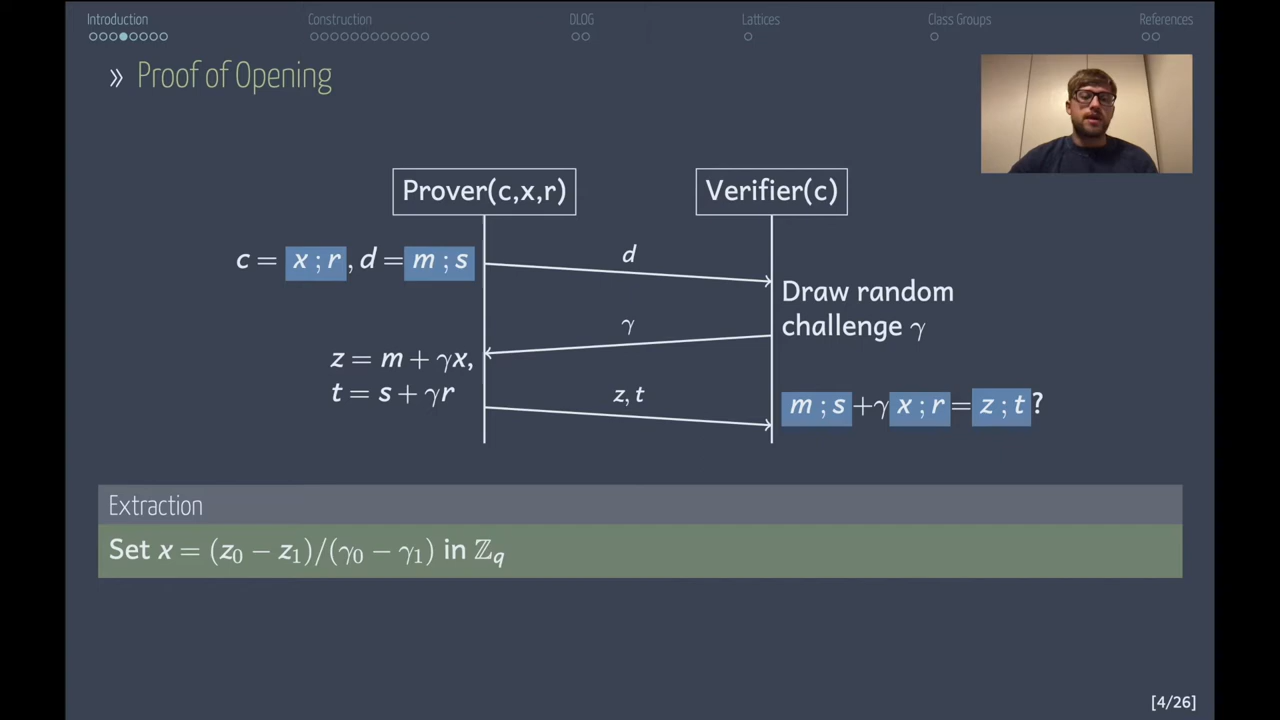 Introduction Construction DLOG Lattices Class Groups References
» Proof of Opening
Prover(c,x,r) Verifier(c)
c = x ; r , d = m ; s
d
Draw random
challenge γ
γ
z = m + γx,
t = s + γr
z, t
m ; s +γ x ; r = z ; t ?
Extraction
Set x = (z₀ − z₁)/(γ₀ − γ₁) in ℤ_q
[4/26]